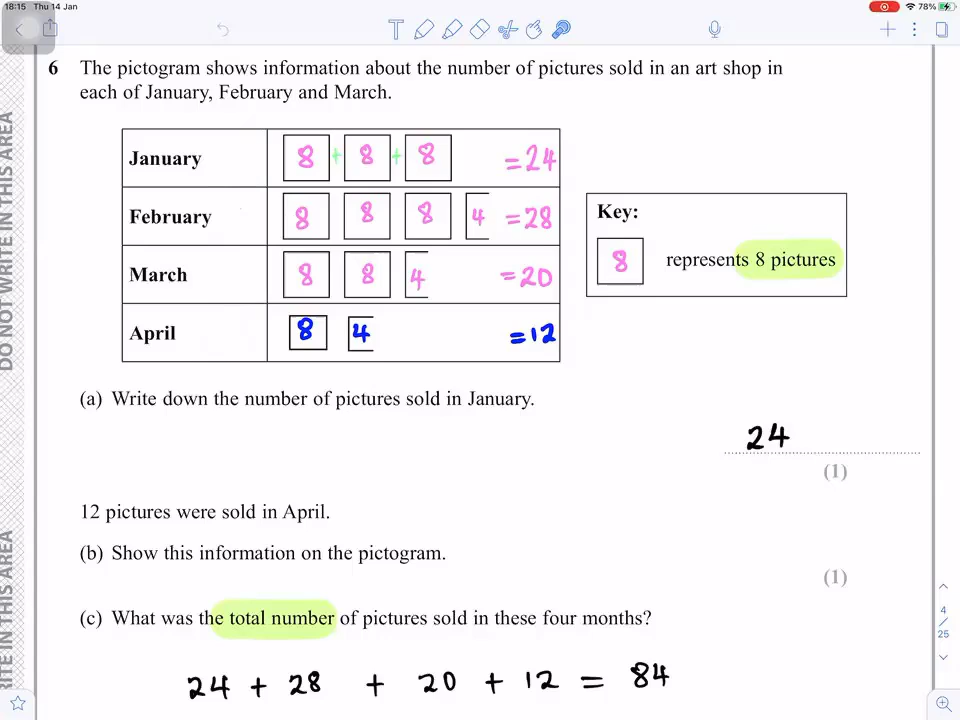 18:15 Thu 14 Jan 78%
6 The pictogram shows information about the number of pictures sold in an art shop in
each of January, February and March.
January 8 + 8 + 8 =24
February 8 8 8 4 =28
March 8 8 4 =20
April 8 4 =12
Key:
8 represents 8 pictures
(a) Write down the number of pictures sold in January.
24
(1)
12 pictures were sold in April.
(b) Show this information on the pictogram.
(1)
(c) What was the total number of pictures sold in these four months?
24 + 28 + 20 + 12 = 84
DO NOT WRITE IN THIS AREA
RITE IN THIS AREA
4
/
25